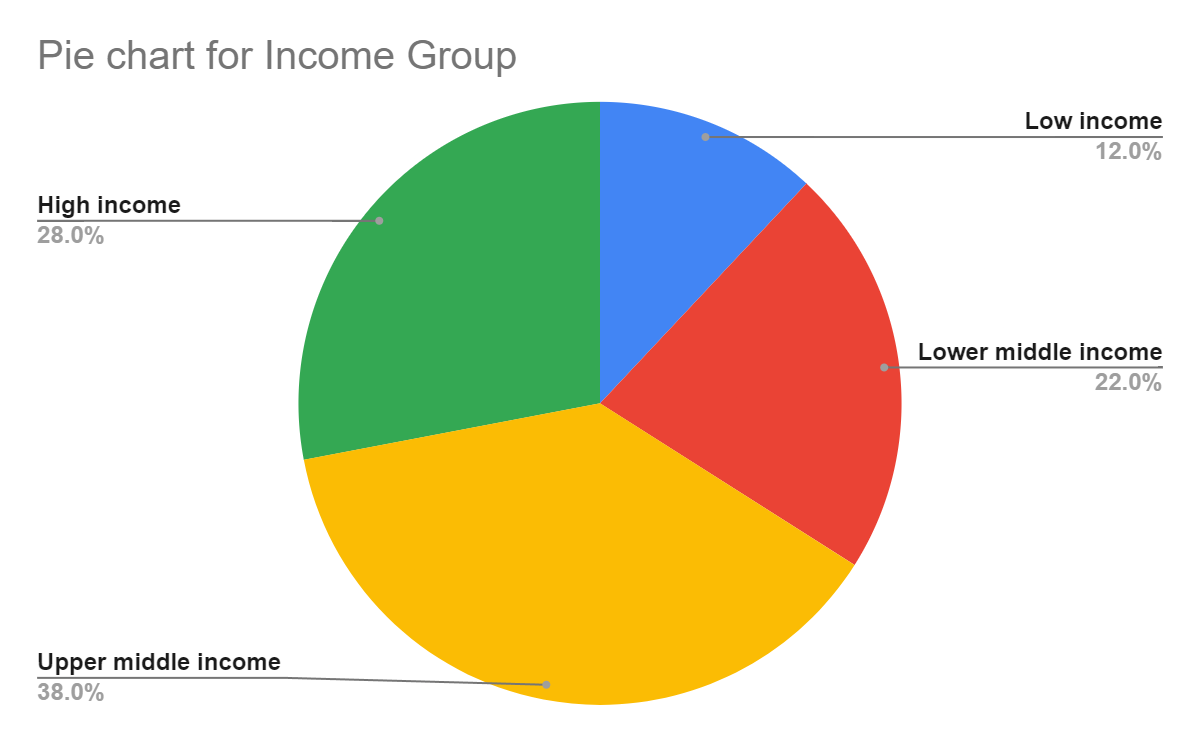 Pie chart for Income Group
Low income
12.0%
High income
28.0%
Lower middle income
22.0%
Upper middle income
38.0%